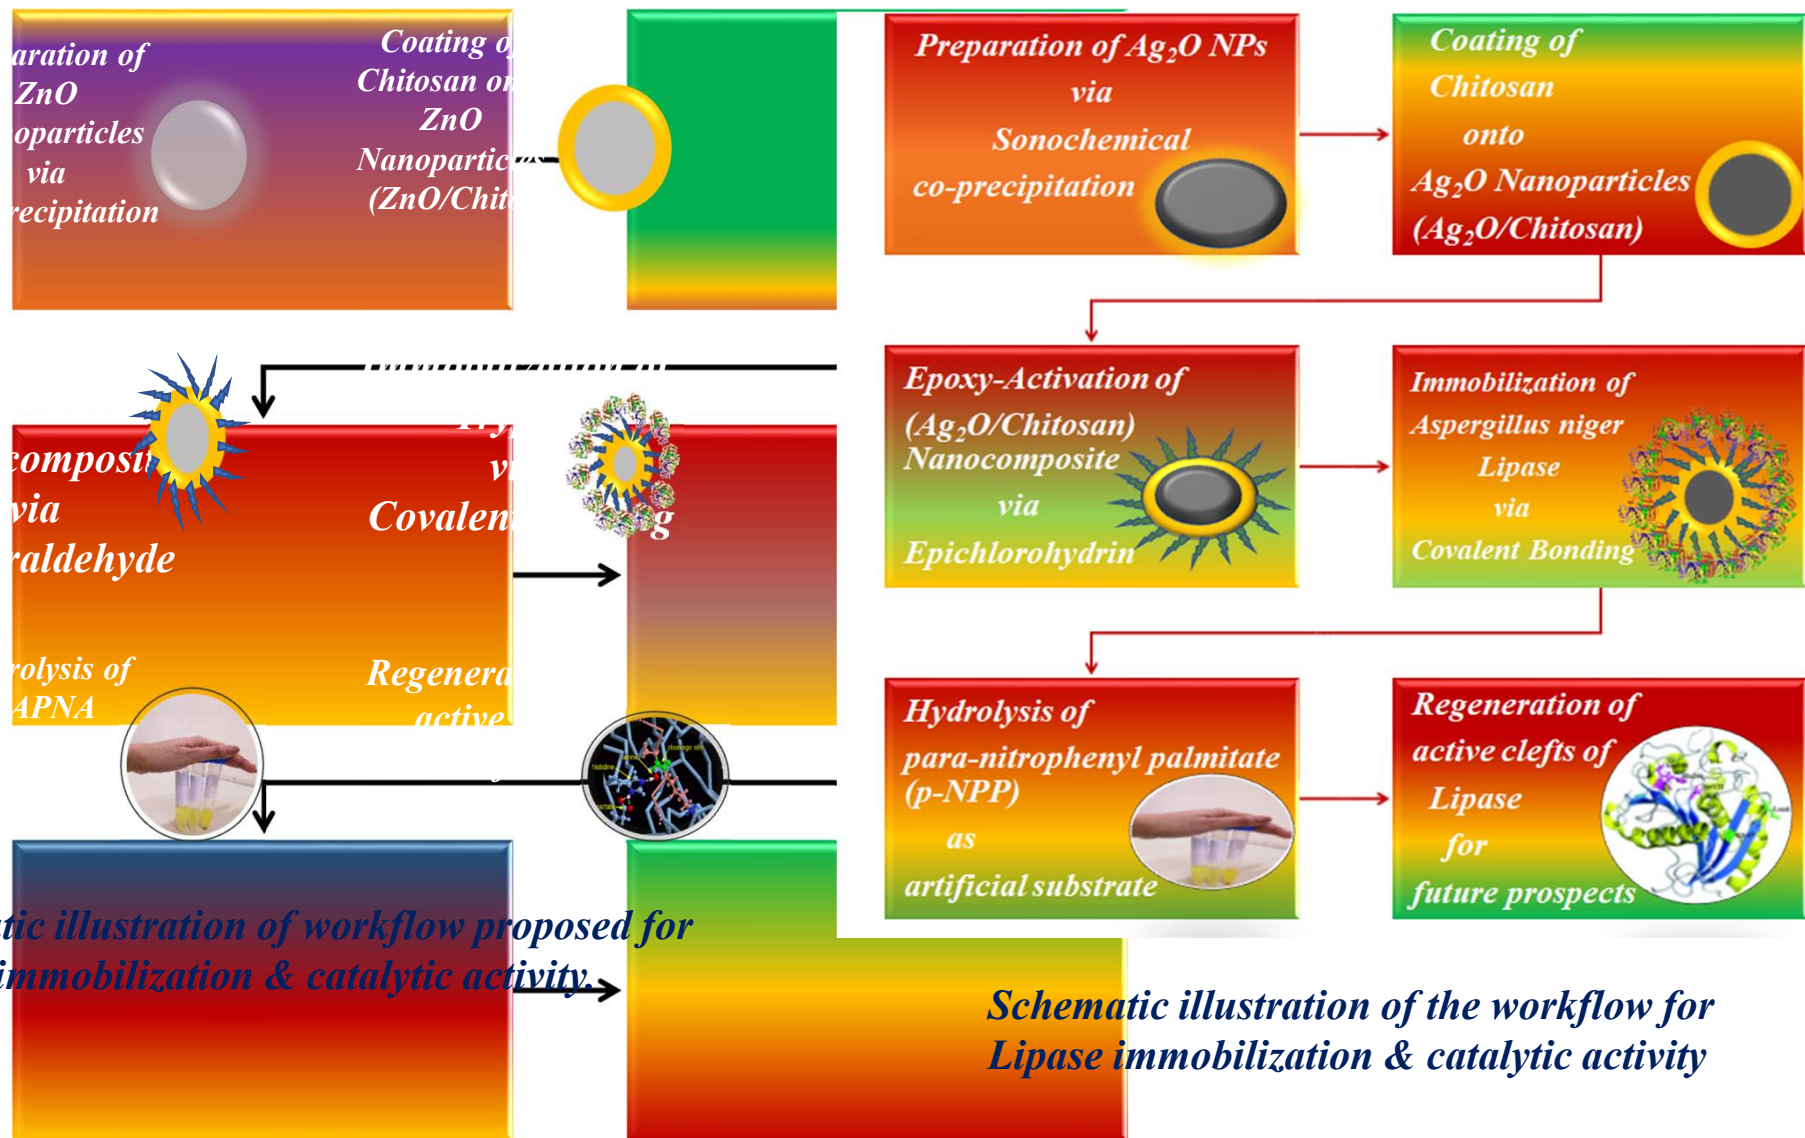 aration of
ZnO
oparticles
via
recipitation
Coating of
Chitosan on
ZnO
Nanopartic
(ZnO/Chito
composit
via
raldehyde
Covalen g
rolysis of
APNA
Regenera
active
tic illustration of workflow proposed for
immobilization & catalytic activity.
Preparation of Ag₂O NPs
via
Sonochemical
co-precipitation
Coating of
Chitosan
onto
Ag₂O Nanoparticles
(Ag₂O/Chitosan)
Epoxy-Activation of
(Ag₂O/Chitosan)
Nanocomposite
via
Epichlorohydrin
Immobilization of
Aspergillus niger
Lipase
via
Covalent Bonding
Hydrolysis of
para-nitrophenyl palmitate
(p-NPP)
as
artificial substrate
Regeneration of
active clefts of
Lipase
for
future prospects
Schematic illustration of the workflow for
Lipase immobilization & catalytic activity